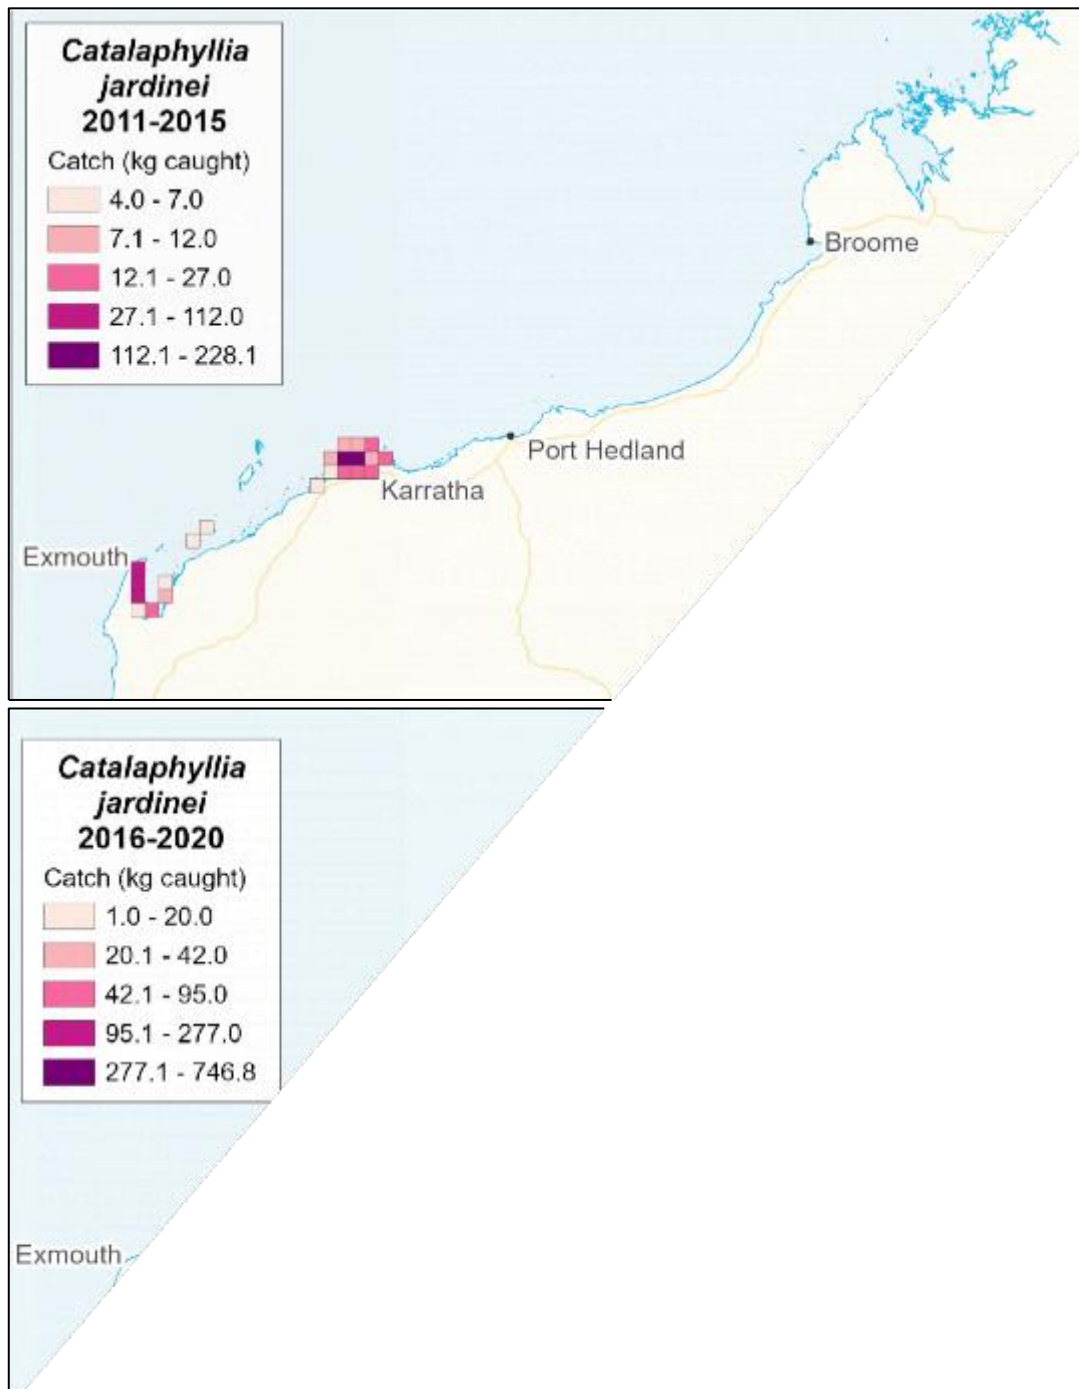 Catalaphyllia
jardinei
2011-2015
Catch (kg caught)
4.0 - 7.0
7.1 - 12.0
12.1 - 27.0
27.1 - 112.0
112.1 - 228.1
Broome
Port Hedland
Karratha
Exmouth
Catalaphyllia
jardinei
2016-2020
Catch (kg caught)
1.0 - 20.0
20.1 - 42.0
42.1 - 95.0
95.1 - 277.0
277.1 - 746.8
Exmouth